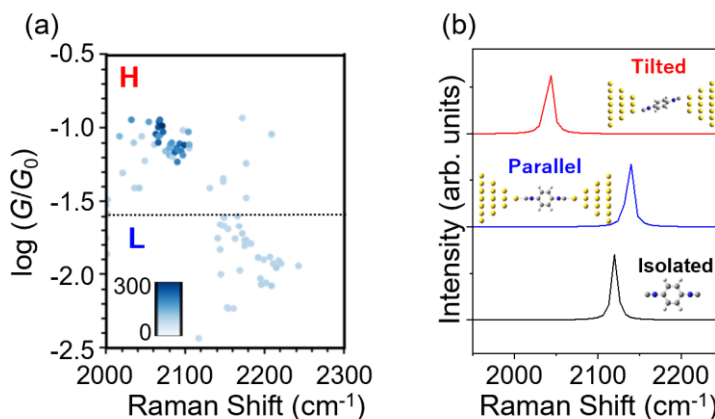 (a)
-0.5
H
-1.0
log (G/G0)
-1.5
L
-2.0
300
0
-2.5
2000 2100 2200 2300
Raman Shift (cm-1)
(b)
Tilted
Parallel
Isolated
Intensity (arb. units)
2000 2100 2200
Raman Shift (cm-1)